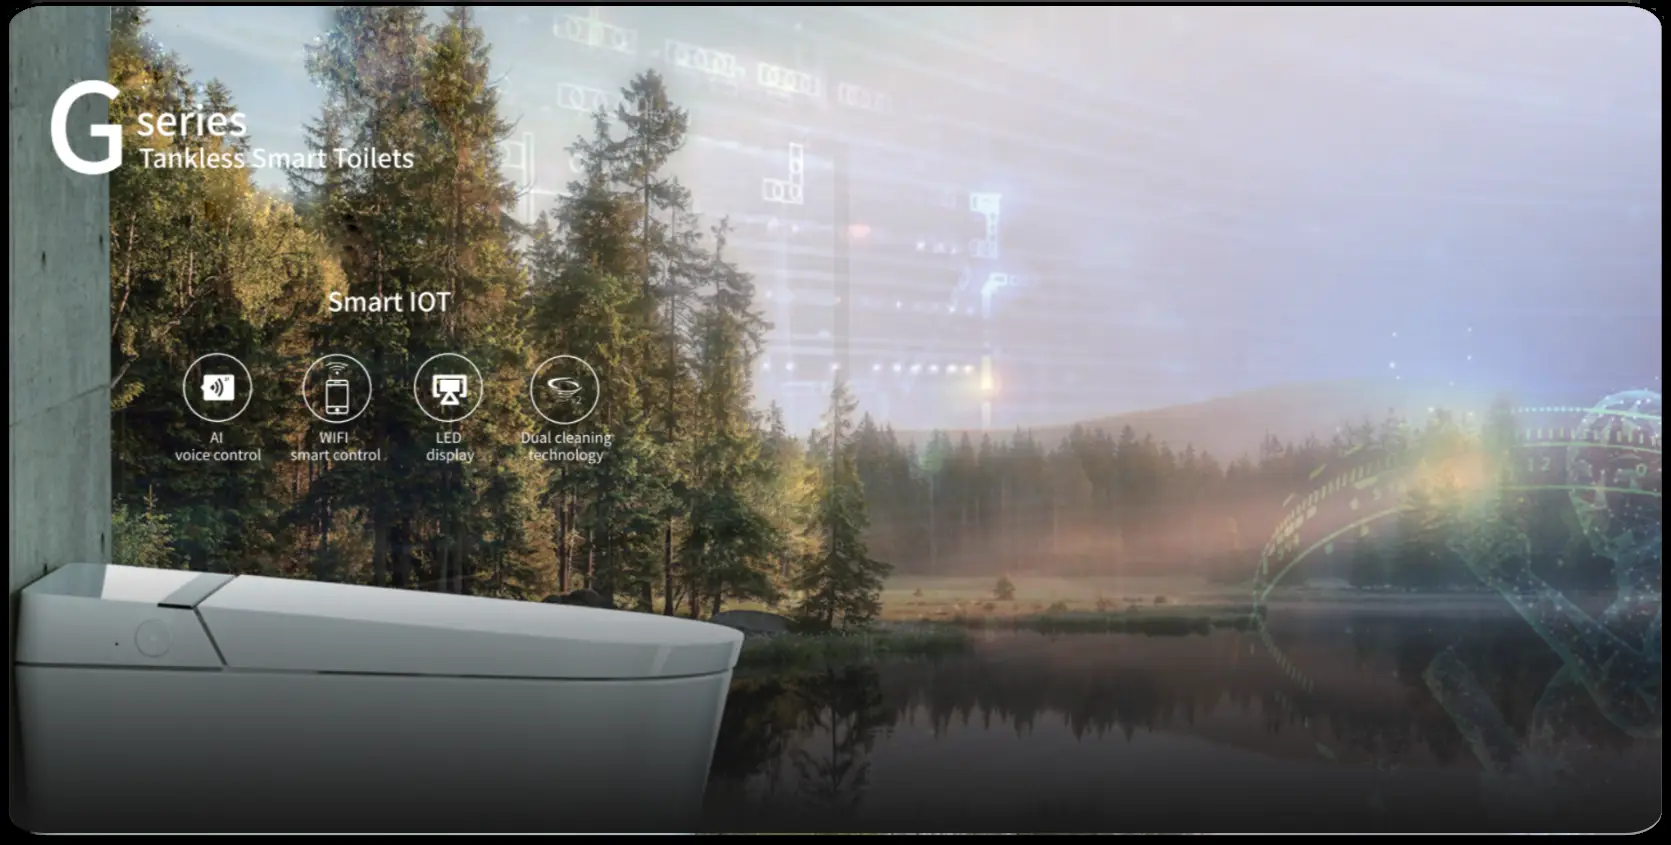 G series
Tankless Smart Toilets
Smart IOT
AI
voice control
WIFI
smart control
LED
display
Dual cleaning
technology